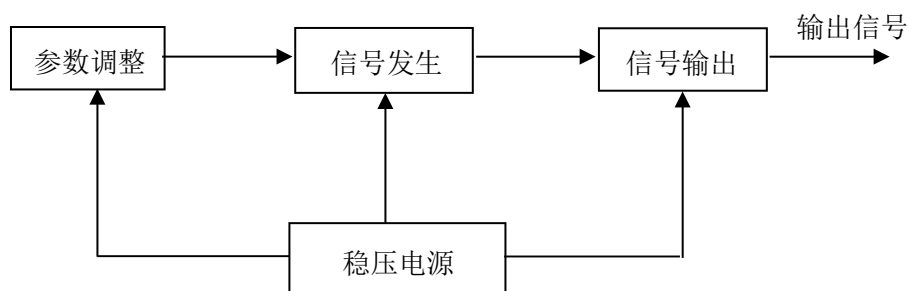 输出信号
参数调整
信号发生
信号输出
稳压电源